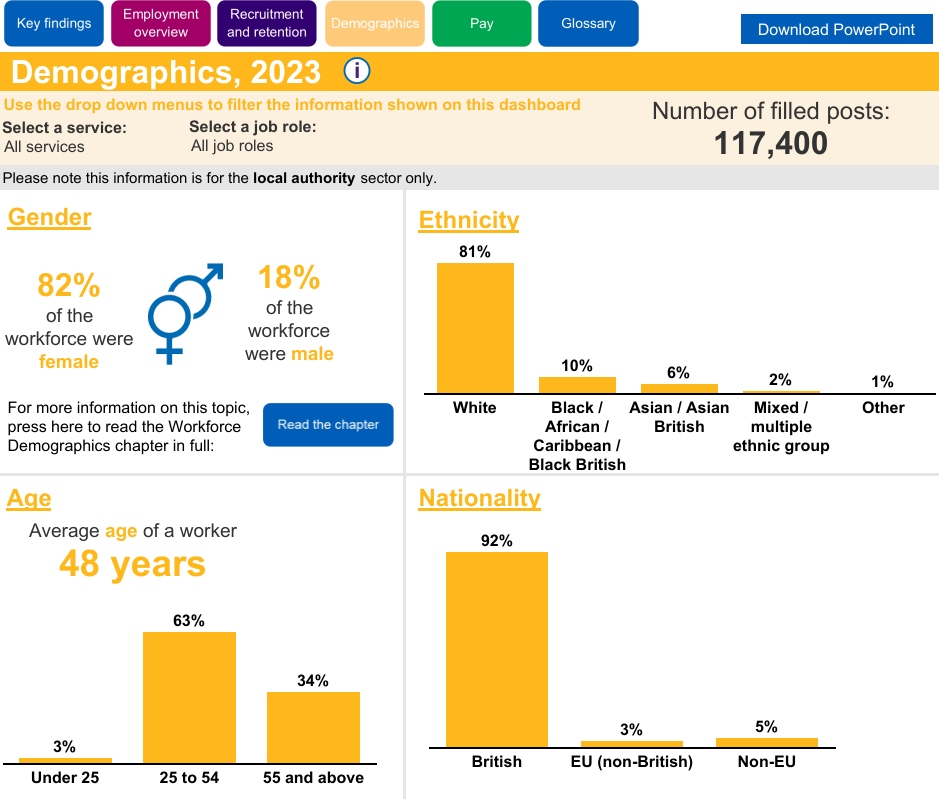 Key findings
Employment
overview
Recruitment
and retention
Demographics
Pay
Glossary
Download PowerPoint
Demographics, 2023
i
Use the drop down menus to filter the information shown on this dashboard
Select a service:
All services
Select a job role:
All job roles
Number of filled posts:
117,400
Please note this information is for the local authority sector only.
Gender
82%
of the
workforce were
female
18%
of the
workforce
were male
For more information on this topic,
press here to read the Workforce
Demographics chapter in full:
Read the chapter
Ethnicity
81%
10%
6%
2%
1%
White
Black /
African /
Caribbean /
Black British
Asian / Asian
British
Mixed /
multiple
ethnic group
Other
Age
Average age of a worker
48 years
63%
34%
3%
Under 25
25 to 54
55 and above
Nationality
92%
3%
5%
British
EU (non-British)
Non-EU